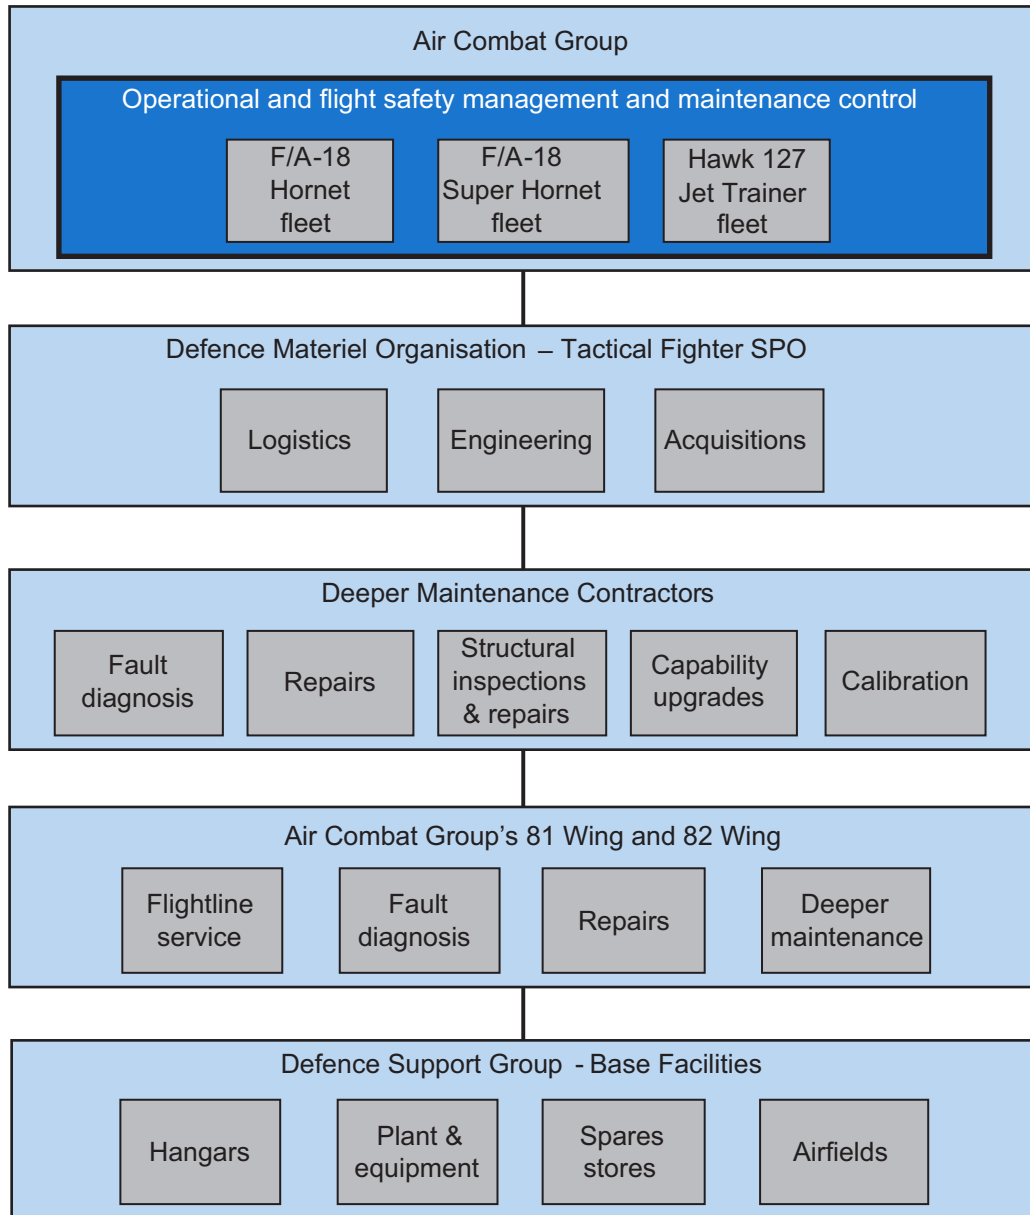 Air Combat Group
Operational and flight safety management and maintenance control
F/A-18
Hornet
fleet
F/A-18
Super Hornet
fleet
Hawk 127
Jet Trainer
fleet
Defence Materiel Organisation – Tactical Fighter SPO
Logistics
Engineering
Acquisitions
Deeper Maintenance Contractors
Fault
diagnosis
Repairs
Structural
inspections
& repairs
Capability
upgrades
Calibration
Air Combat Group’s 81 Wing and 82 Wing
Flightline
service
Fault
diagnosis
Repairs
Deeper
maintenance
Defence Support Group - Base Facilities
Hangars
Plant &
equipment
Spares
stores
Airfields